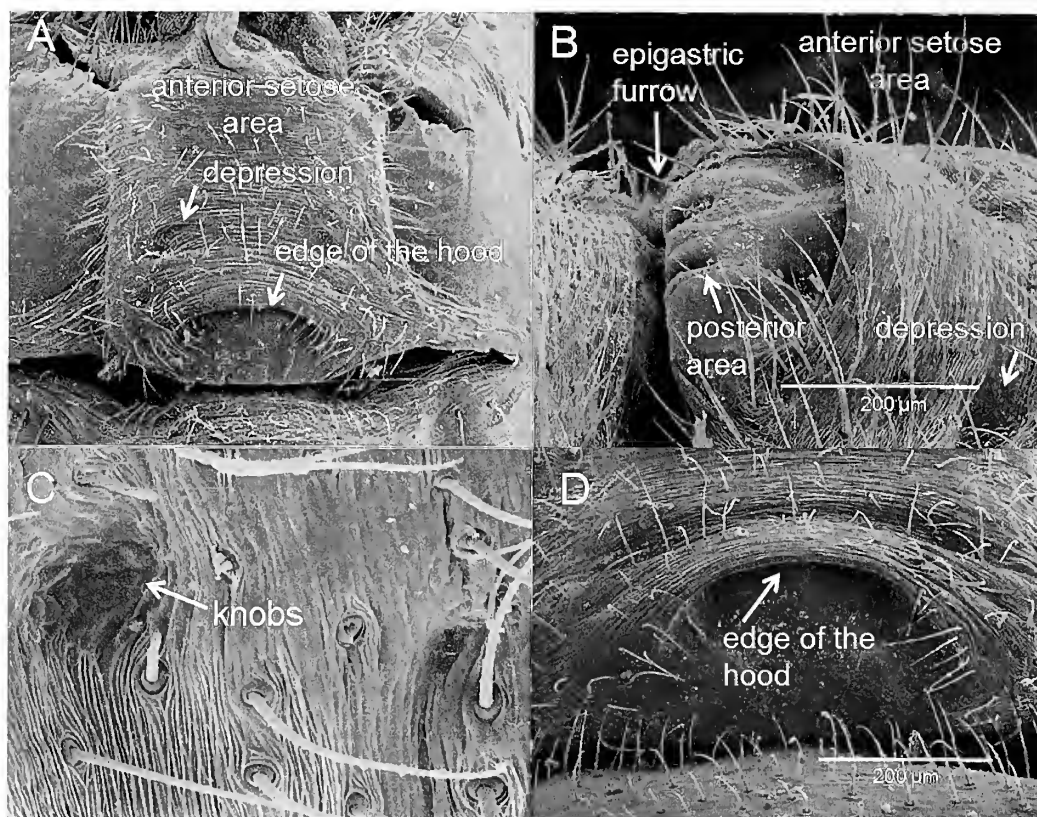 A
anterior setose
area
depression
edge of the hood
B
epigastric
furrow
anterior setose
area
posterior
area
depression
200 µm
C
knobs
D
edge of the
hood
200 µm